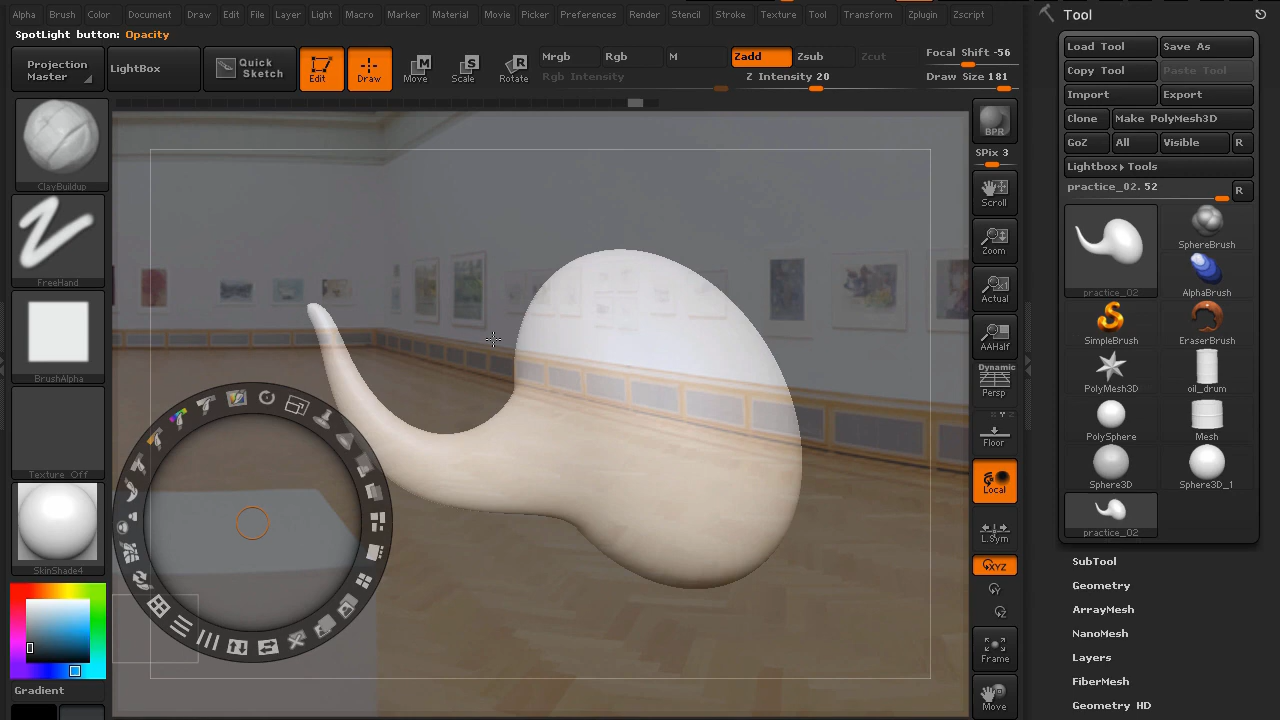 Alpha Brush Color Document Draw Edit File Layer Light Macro Marker Material Movie Picker Preferences Render Stencil Stroke Texture Tool Transform Zplugin Zscript
SpotLight button: Opacity
Projection Master
LightBox
Quick Sketch
Edit
Draw
Move
Scale
Rotate
Mrgb Rgb M
Rgb Intensity
Zadd Zsub Zcut
Z Intensity 20
Focal Shift -56
Draw Size 181
ClayBuildup
FreeHand
BrushAlpha
Texture Off
SkinShade4
Gradient
BPR
SPix 3
Scroll
Zoom
Actual
AAHalf
Dynamic
Persp
Floor
Local
L.Sym
XYZ
Frame
Move
Tool
Load Tool Save As
Copy Tool Paste Tool
Import Export
Clone Make PolyMesh3D
GoZ All Visible R
Lightbox▸Tools
practice_02. 52 R
practice_02
SphereBrush
AlphaBrush
SimpleBrush EraserBrush
PolyMesh3D oil_drum
PolySphere Mesh
Sphere3D Sphere3D_1
practice_02
SubTool
Geometry
ArrayMesh
NanoMesh
Layers
FiberMesh
Geometry HD